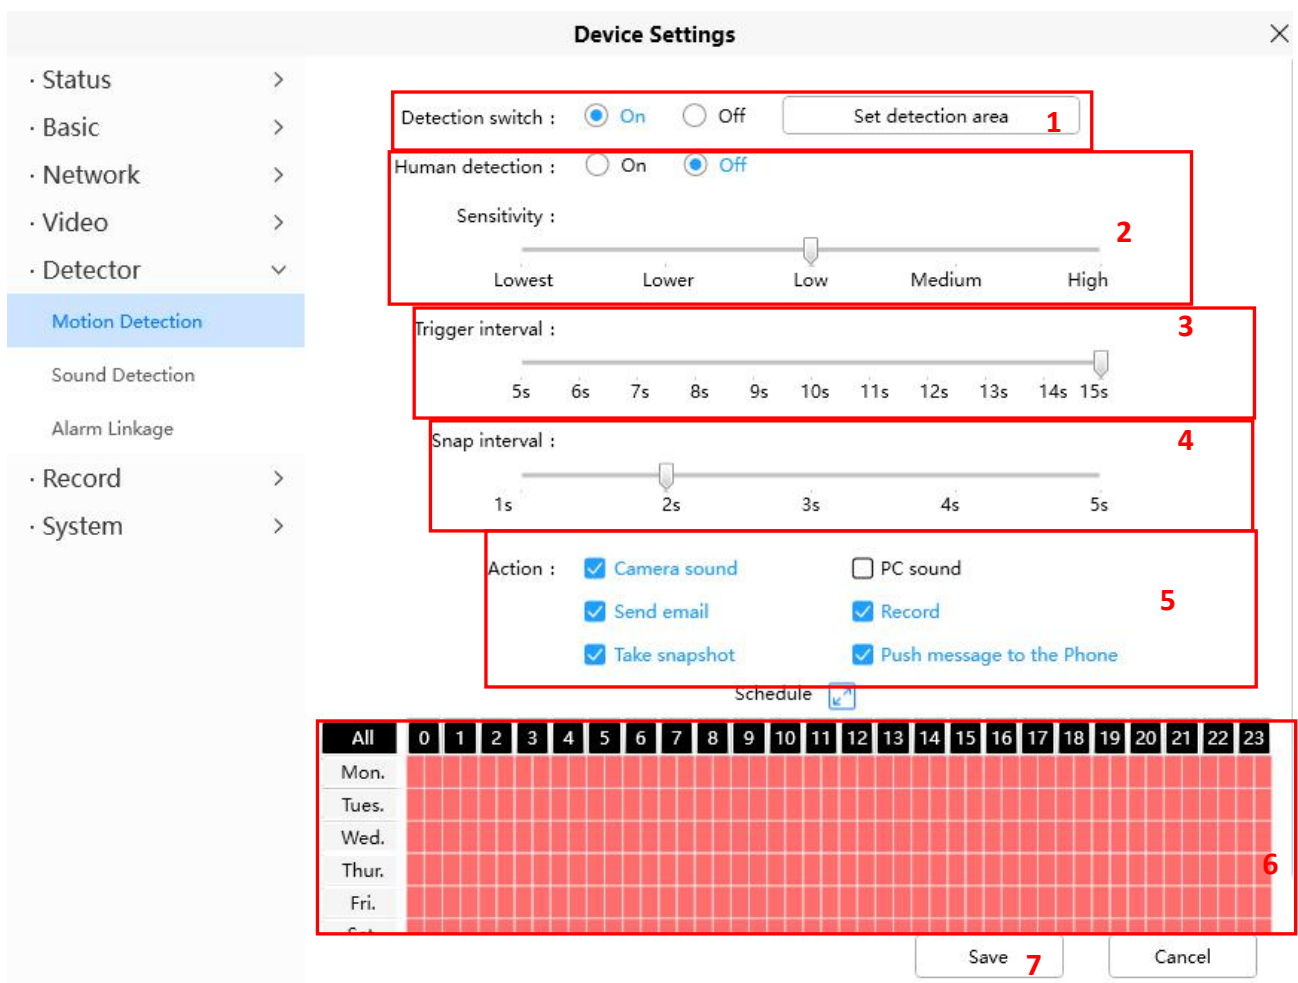 Device Settings
· Status
· Basic
· Network
· Video
· Detector
Motion Detection
Sound Detection
Alarm Linkage
· Record
· System
Detection switch : On Off Set detection area 1
Human detection : On Off
Sensitivity : 2
Lowest Lower Low Medium High
Trigger interval : 3
5s 6s 7s 8s 9s 10s 11s 12s 13s 14s 15s
Snap interval : 4
1s 2s 3s 4s 5s
Action : Camera sound PC sound
Send email Record 5
Take snapshot Push message to the Phone
Schedule
All 0 1 2 3 4 5 6 7 8 9 10 11 12 13 14 15 16 17 18 19 20 21 22 23
Mon.
Tues.
Wed.
Thur. 6
Fri.
Save 7 Cancel